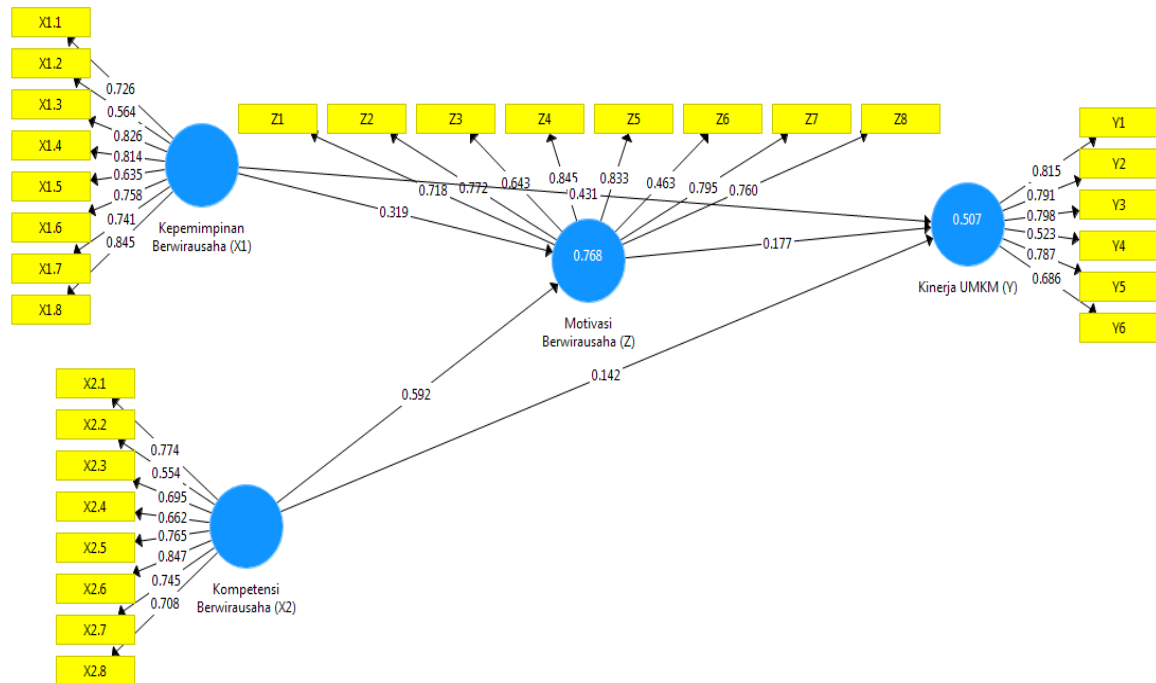 X1.1
X1.2
X1.3
X1.4
X1.5
X1.6
X1.7
X1.8
0.726
0.564
0.826
0.814
0.635
0.758
0.741
0.845
Kepemimpinan
Berwirausaha (X1)
Z1
Z2
Z3
Z4
Z5
Z6
Z7
Z8
0.718
0.772
0.643
0.845
0.833
0.463
0.795
0.760
0.431
0.319
0.768
Motivasi
Berwirausaha (Z)
0.177
0.507
Kinerja UMKM (Y)
0.815
0.791
0.798
0.523
0.787
0.686
Y1
Y2
Y3
Y4
Y5
Y6
0.592
0.142
X2.1
X2.2
X2.3
X2.4
X2.5
X2.6
X2.7
X2.8
0.774
0.554
0.695
0.662
0.765
0.847
0.745
0.708
Kompetensi
Berwirausaha (X2)